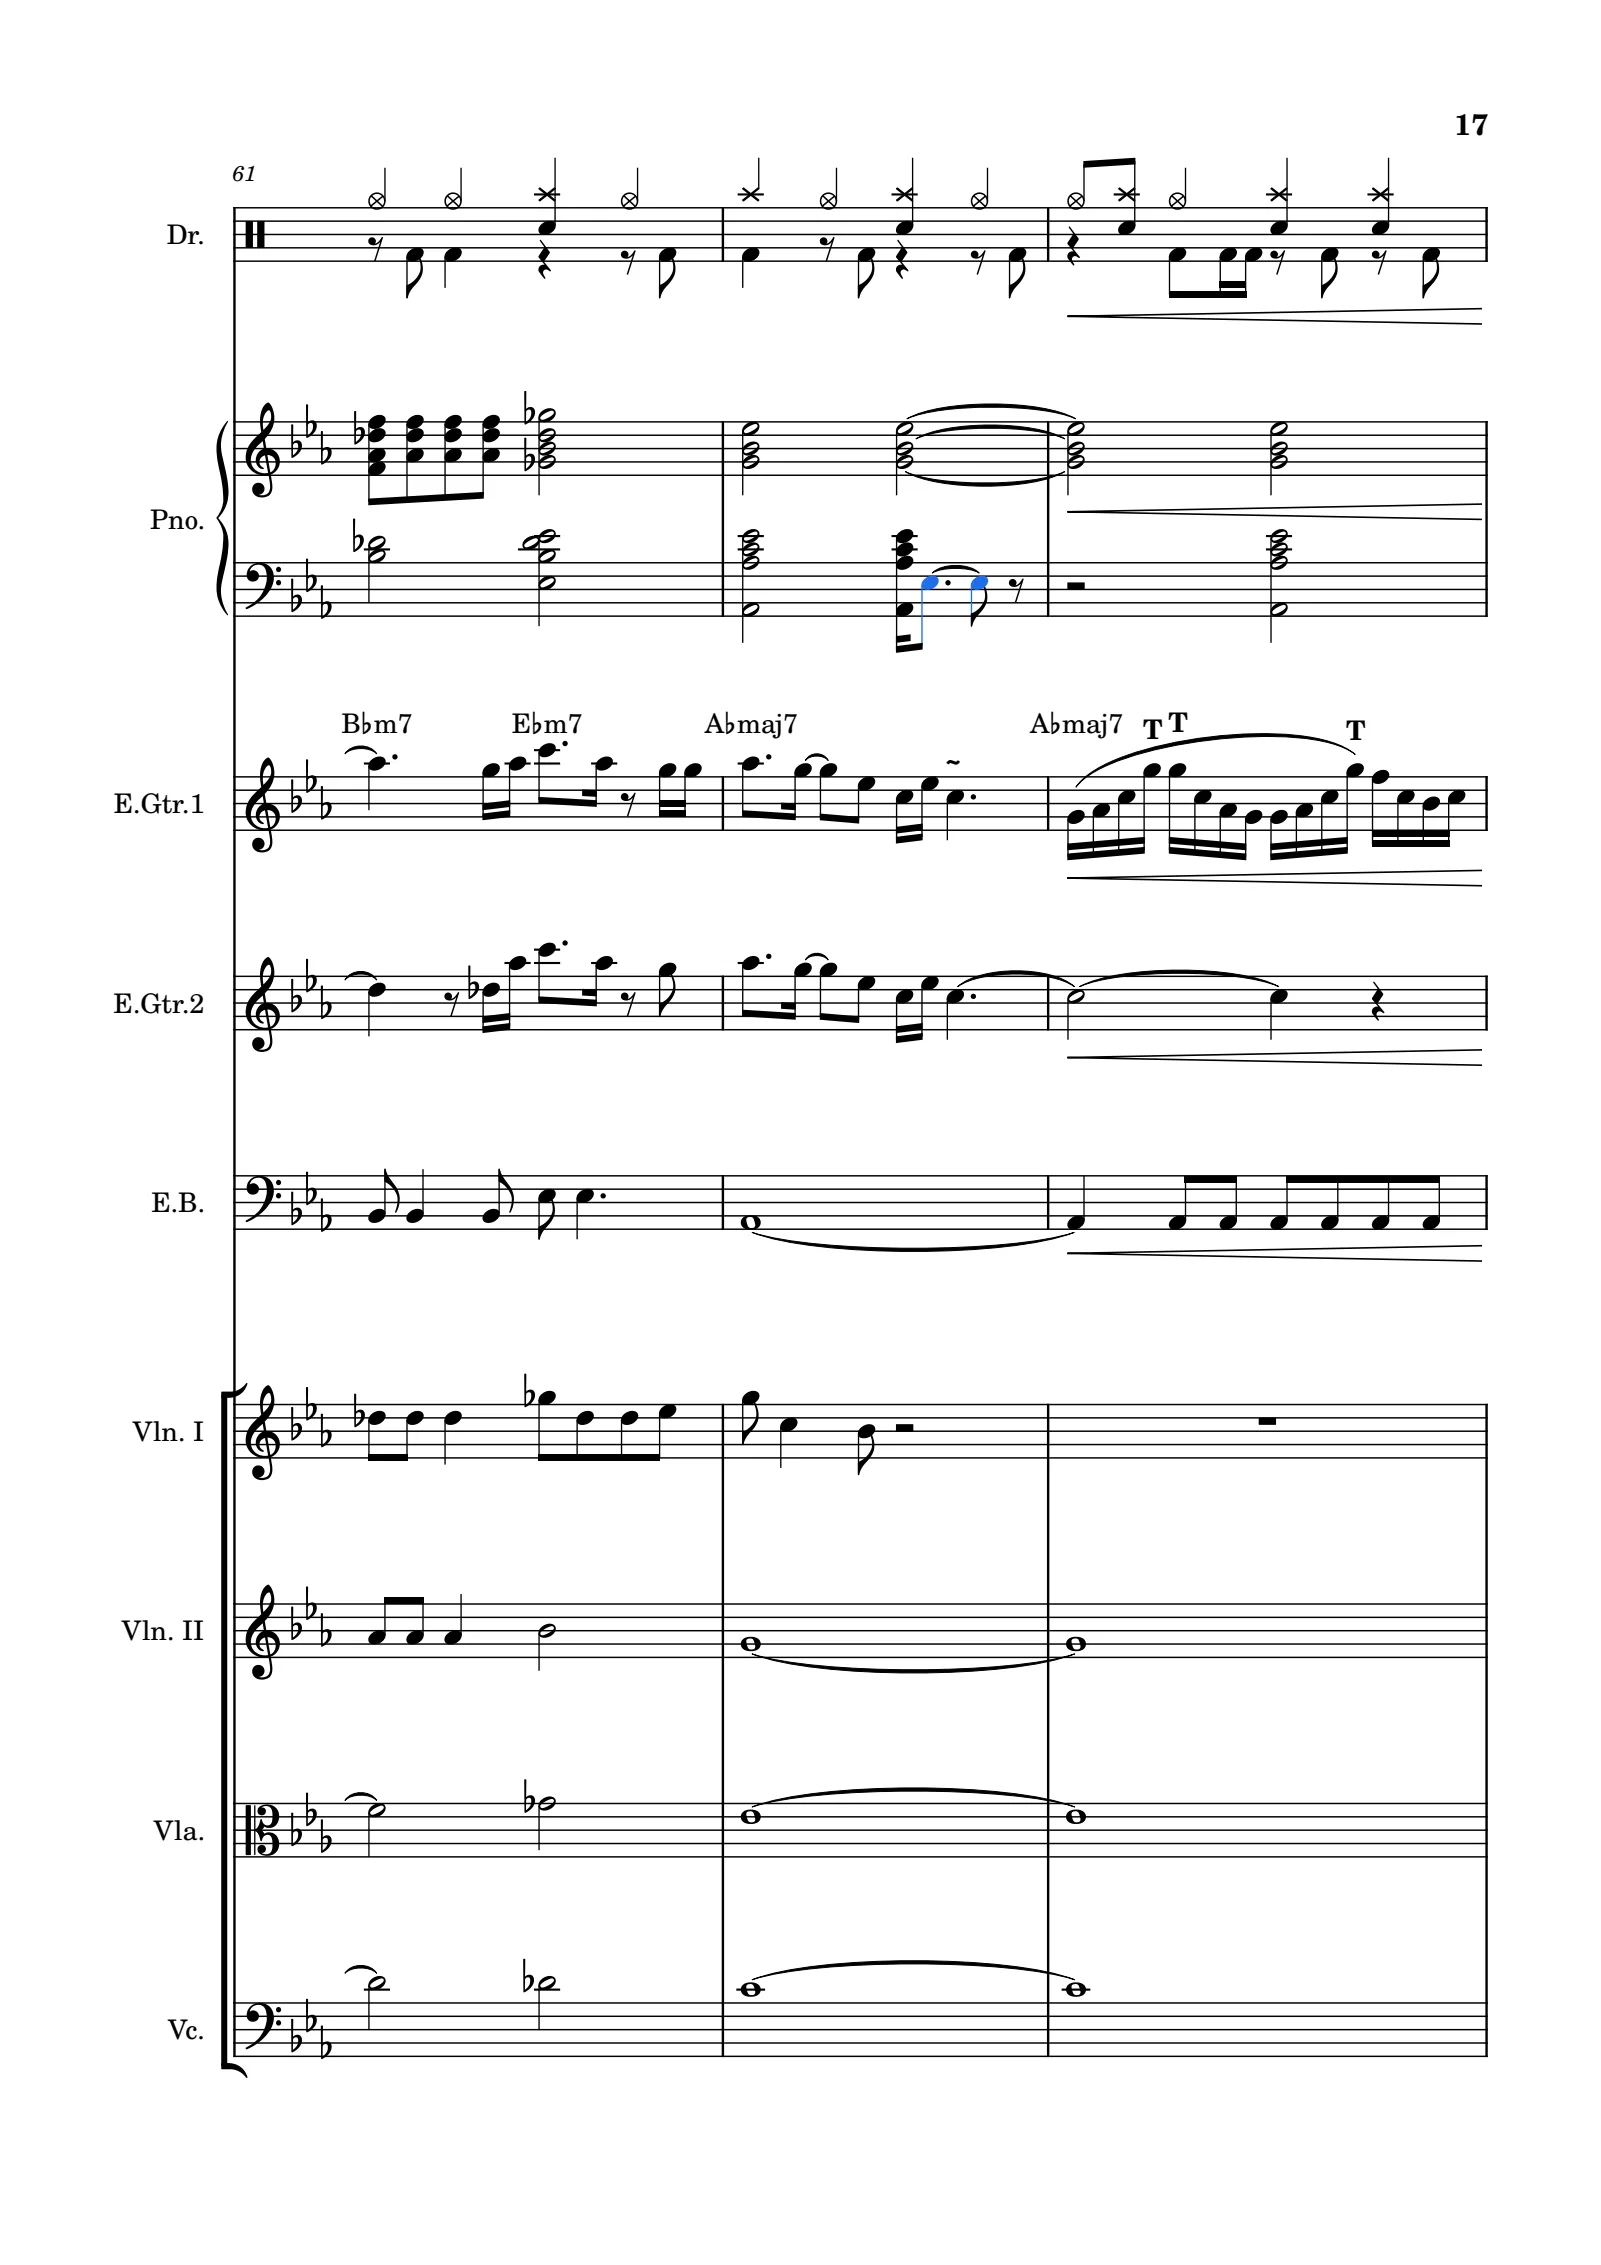 17
61
Dr.
Pno.
B♭m7 E♭m7 A♭maj7 A♭maj7 T T T
E.Gtr.1
E.Gtr.2
E.B.
Vln. I
Vln. II
Vla.
Vc.